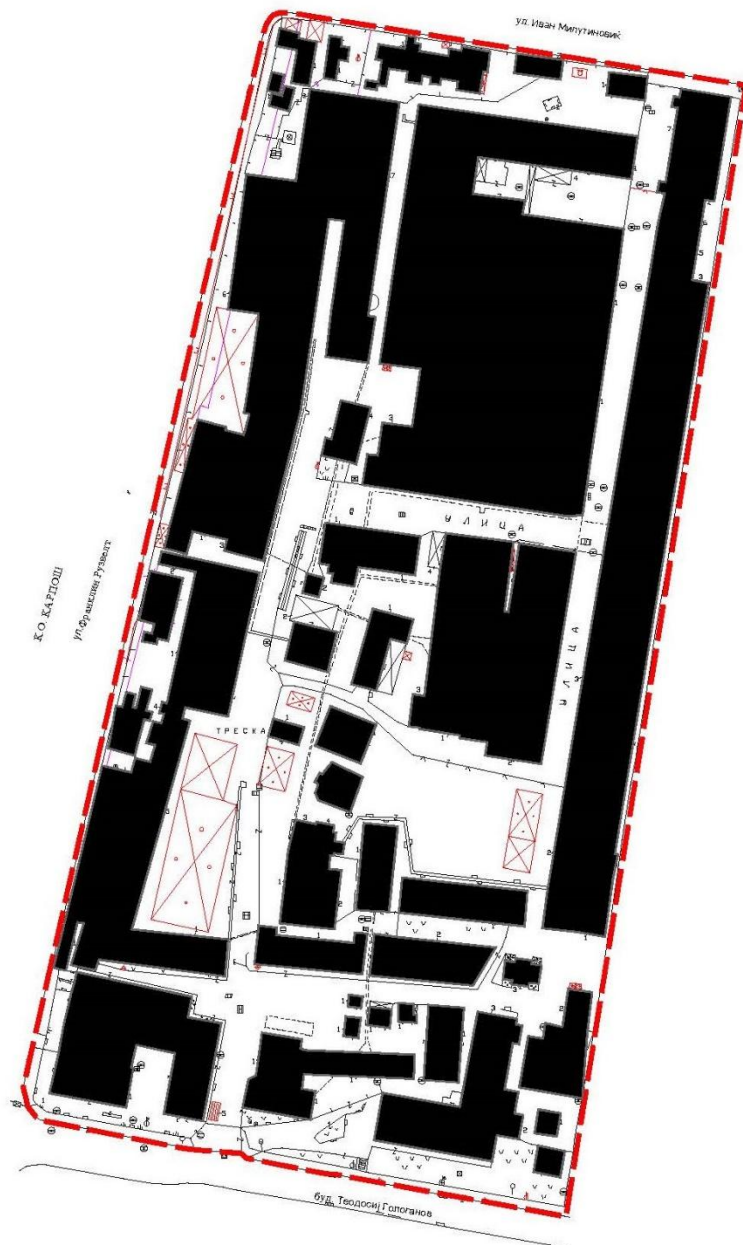 ул. Иван Милутиновиќ
УЛИЦА
К.О. КАРПОШ
ул.Франклин Рузвелт
УЛИЦА
ТРЕСКА
бул. Теодосиј Гологанов